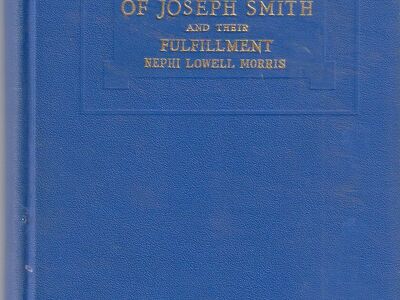 OF JOSEPH SMITH
AND THEIR
FULFILLMENT
NEPHI LOWELL MORRIS